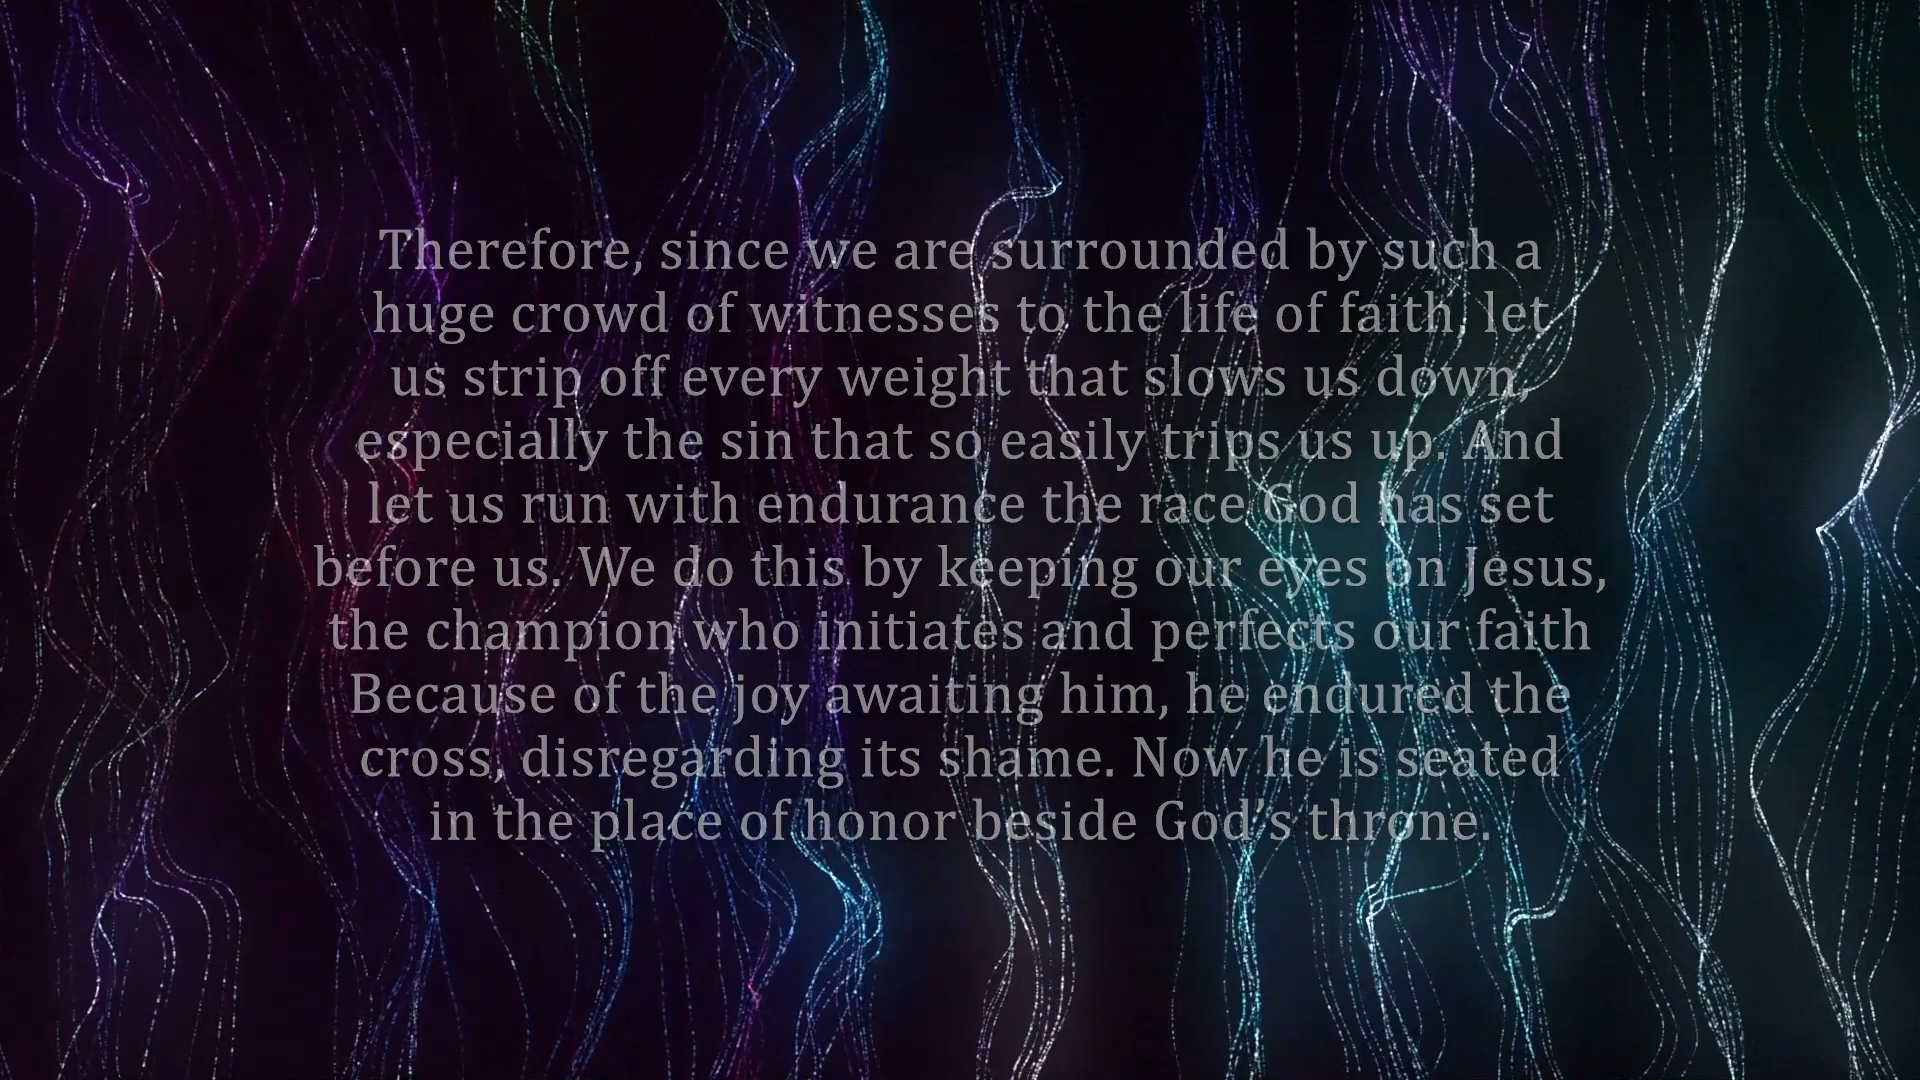 Therefore, since we are surrounded by such a
huge crowd of witnesses to the life of faith, let
us strip off every weight that slows us down,
especially the sin that so easily trips us up. And
let us run with endurance the race God has set
before us. We do this by keeping our eyes on Jesus,
the champion who initiates and perfects our faith
Because of the joy awaiting him, he endured the
cross, disregarding its shame. Now he is seated
in the place of honor beside God’s throne.